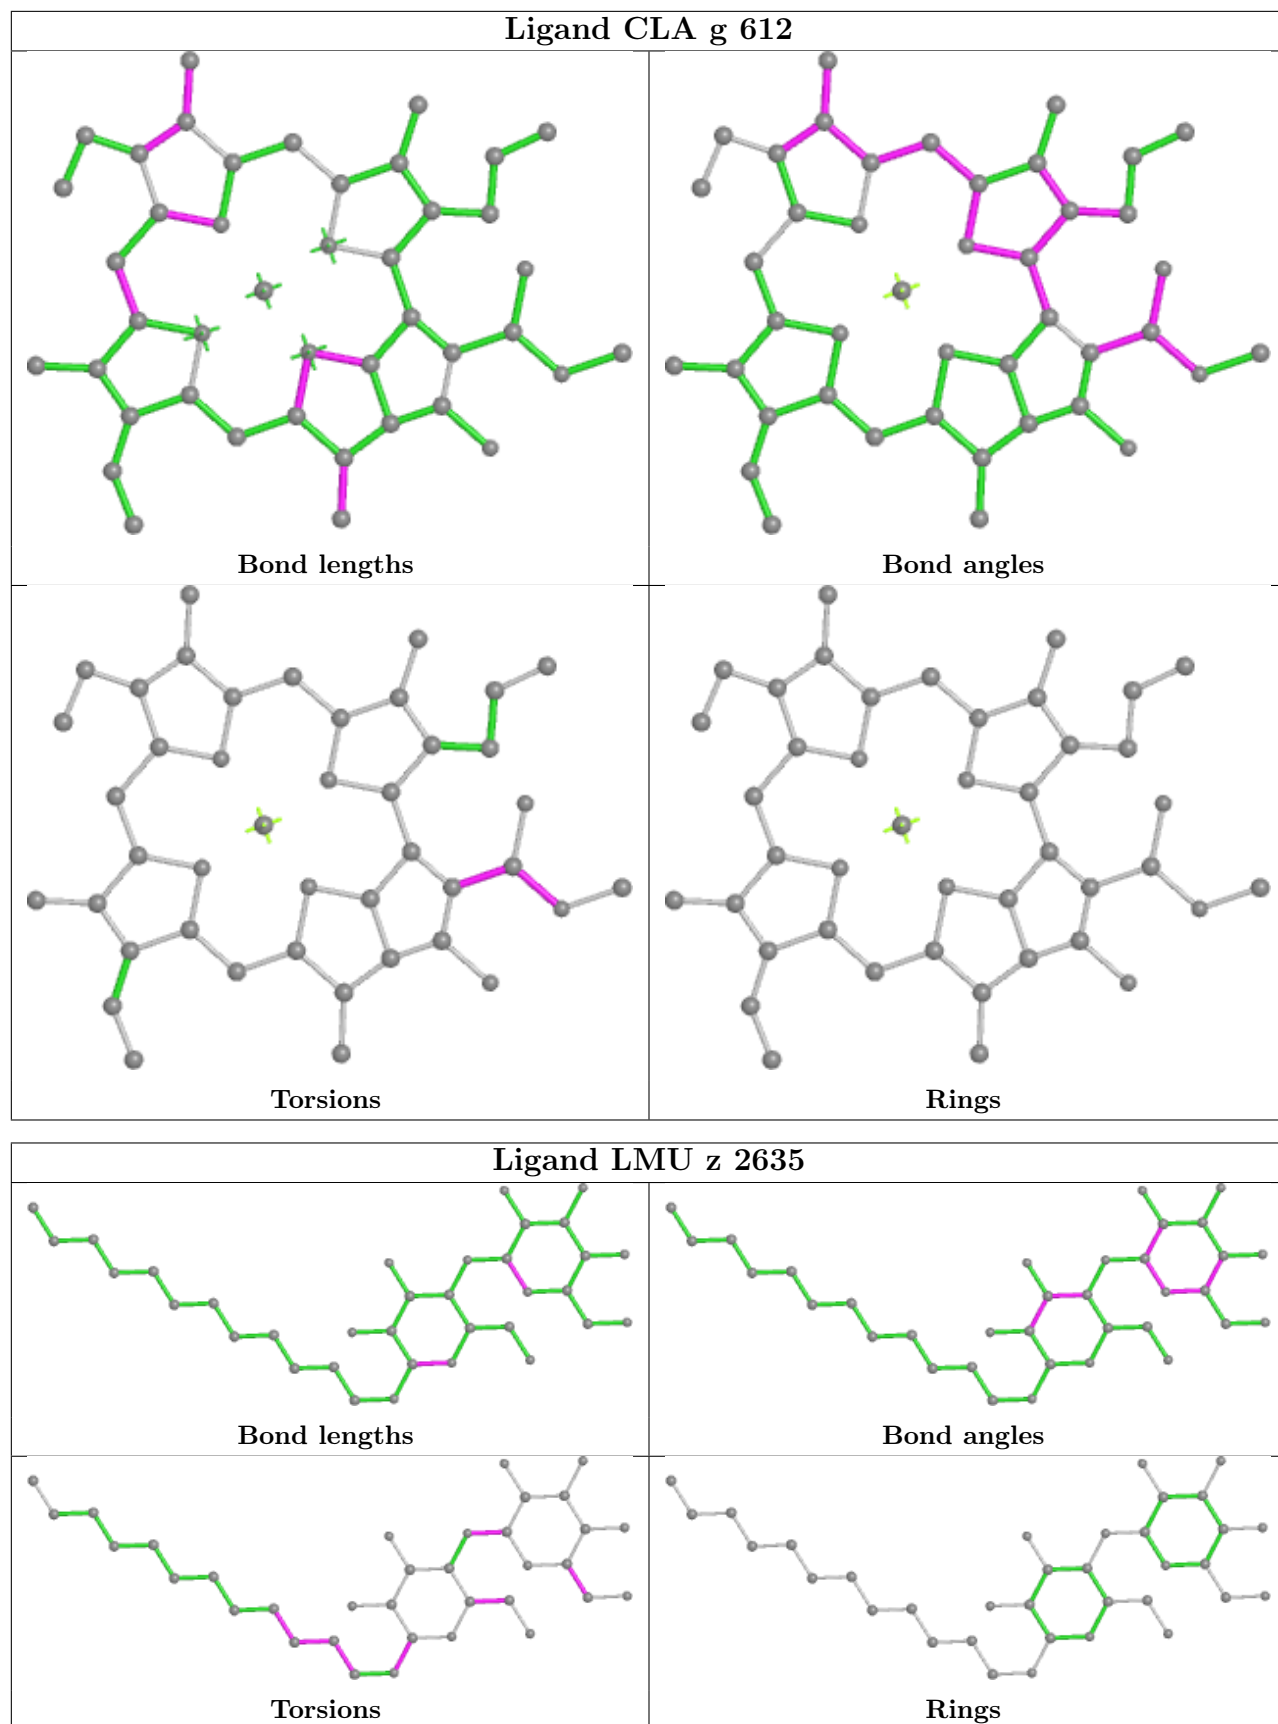 Ligand CLA g 612
Bond lengths
Bond angles
Torsions
Rings
Ligand LMU z 2635
Bond lengths
Bond angles
Torsions
Rings